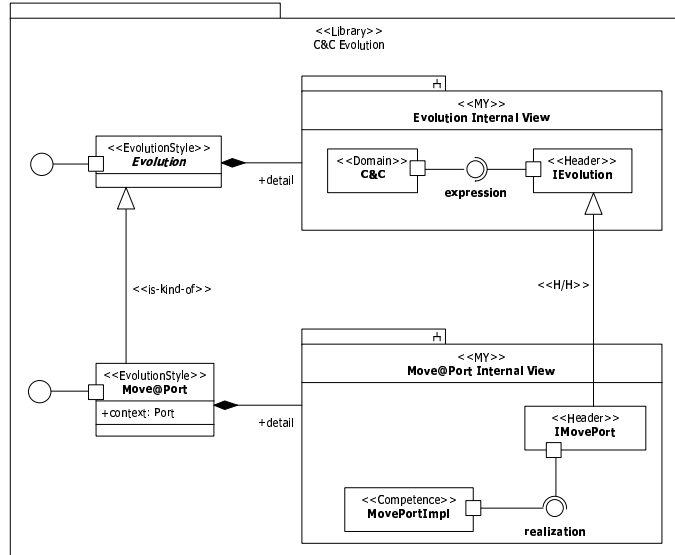 <<Library>>
C&C Evolution
<<MY>>
Evolution Internal View
<<EvolutionStyle>>
Evolution
+detail
<<Domain>>
C&C
expression
<<Header>>
IEvolution
<<is-kind-of>>
<<H/H>>
<<MY>>
Move@Port Internal View
<<EvolutionStyle>>
Move@Port
+context: Port
+detail
<<Header>>
IMovePort
<<Competence>>
MovePortImpl
realization